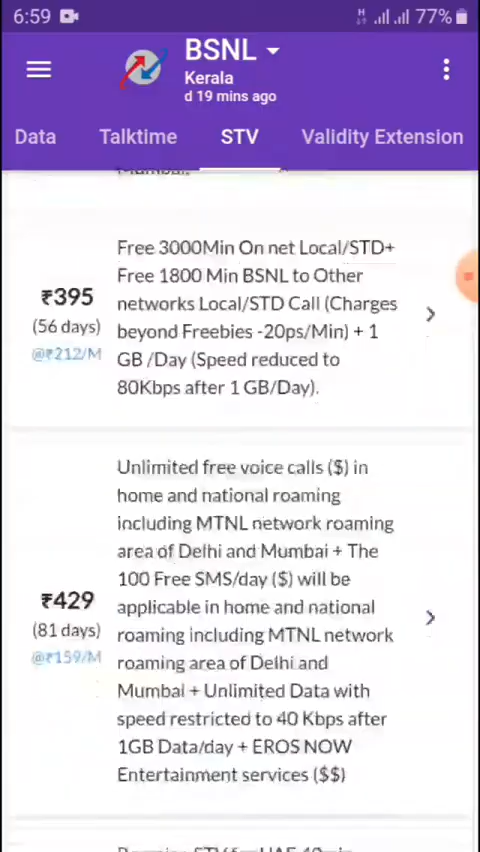 6:59
77%
BSNL
Kerala
d 19 mins ago
Data Talktime STV Validity Extension
Mumbai.
₹395
(56 days)
@₹212/M
Free 3000Min On net Local/STD+
Free 1800 Min BSNL to Other
networks Local/STD Call (Charges
beyond Freebies -20ps/Min) + 1
GB /Day (Speed reduced to
80Kbps after 1 GB/Day).
₹429
(81 days)
@₹159/M
Unlimited free voice calls ($) in
home and national roaming
including MTNL network roaming
area of Delhi and Mumbai + The
100 Free SMS/day ($) will be
applicable in home and national
roaming including MTNL network
roaming area of Delhi and
Mumbai + Unlimited Data with
speed restricted to 40 Kbps after
1GB Data/day + EROS NOW
Entertainment services ($$)